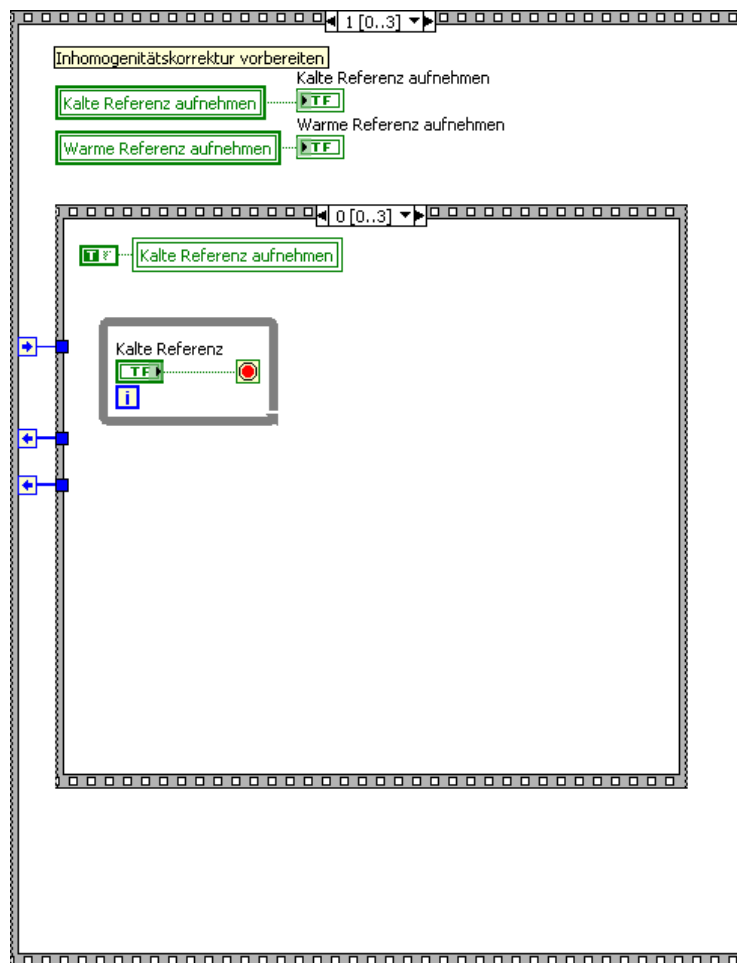 1 [0..3]
Inhomogenitätskorrektur vorbereiten
Kalte Referenz aufnehmen
Kalte Referenz aufnehmen
TF
Warme Referenz aufnehmen
Warme Referenz aufnehmen
TF
0 [0..3]
T F
Kalte Referenz aufnehmen
Kalte Referenz
TF
i